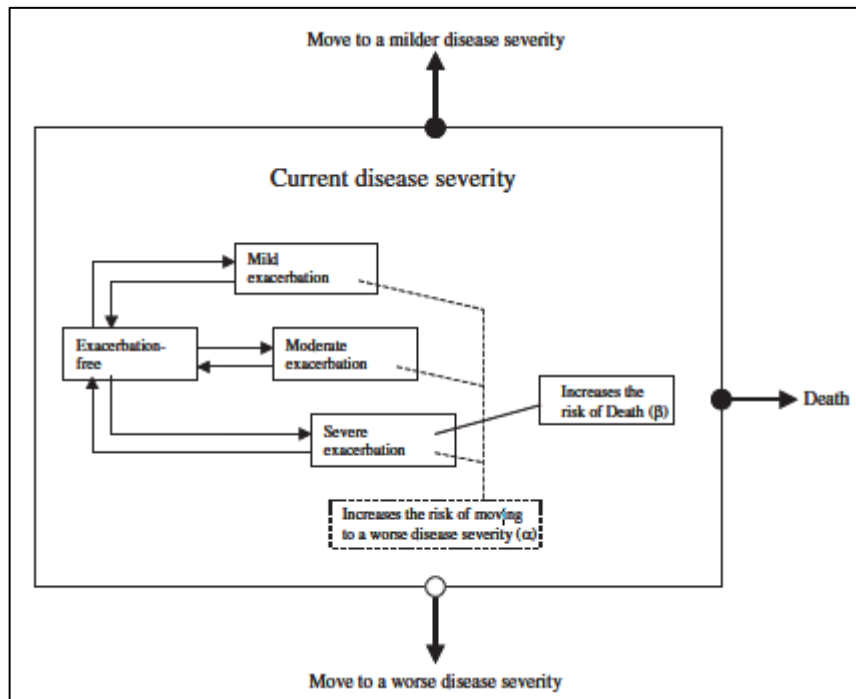 Move to a milder disease severity
Current disease severity
Mild
exacerbation
Exacerbation-
free
Moderate
exacerbation
Increases the
risk of Death (β)
Death
Severe
exacerbation
Increases the risk of moving
to a worse disease severity (α)
Move to a worse disease severity